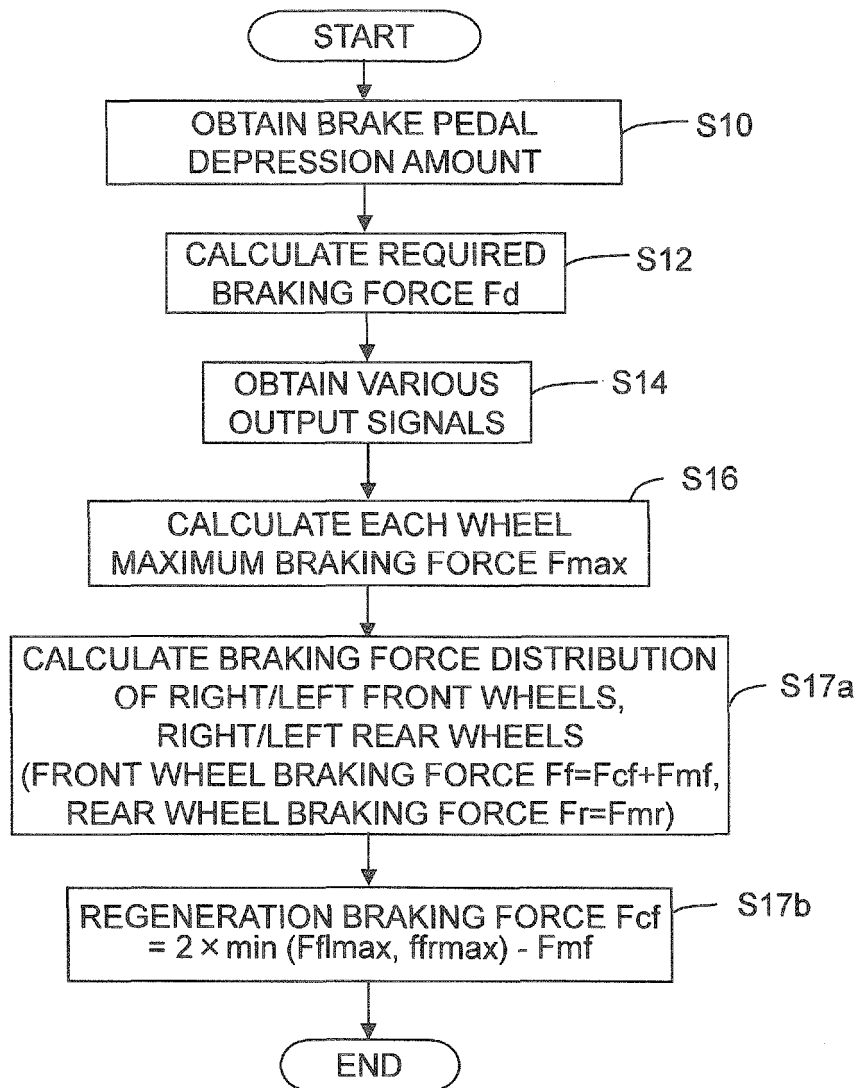 START
OBTAIN BRAKE PEDAL
DEPRESSION AMOUNT
S10
CALCULATE REQUIRED
BRAKING FORCE Fd
S12
OBTAIN VARIOUS
OUTPUT SIGNALS
S14
S16
CALCULATE EACH WHEEL
MAXIMUM BRAKING FORCE Fmax
CALCULATE BRAKING FORCE DISTRIBUTION
OF RIGHT/LEFT FRONT WHEELS,
RIGHT/LEFT REAR WHEELS
(FRONT WHEEL BRAKING FORCE Ff=Fcf+Fmf,
REAR WHEEL BRAKING FORCE Fr=Fmr)
S17a
REGENERATION BRAKING FORCE Fcf
= 2 × min (Fflmax, ffrmax) - Fmf
S17b
END